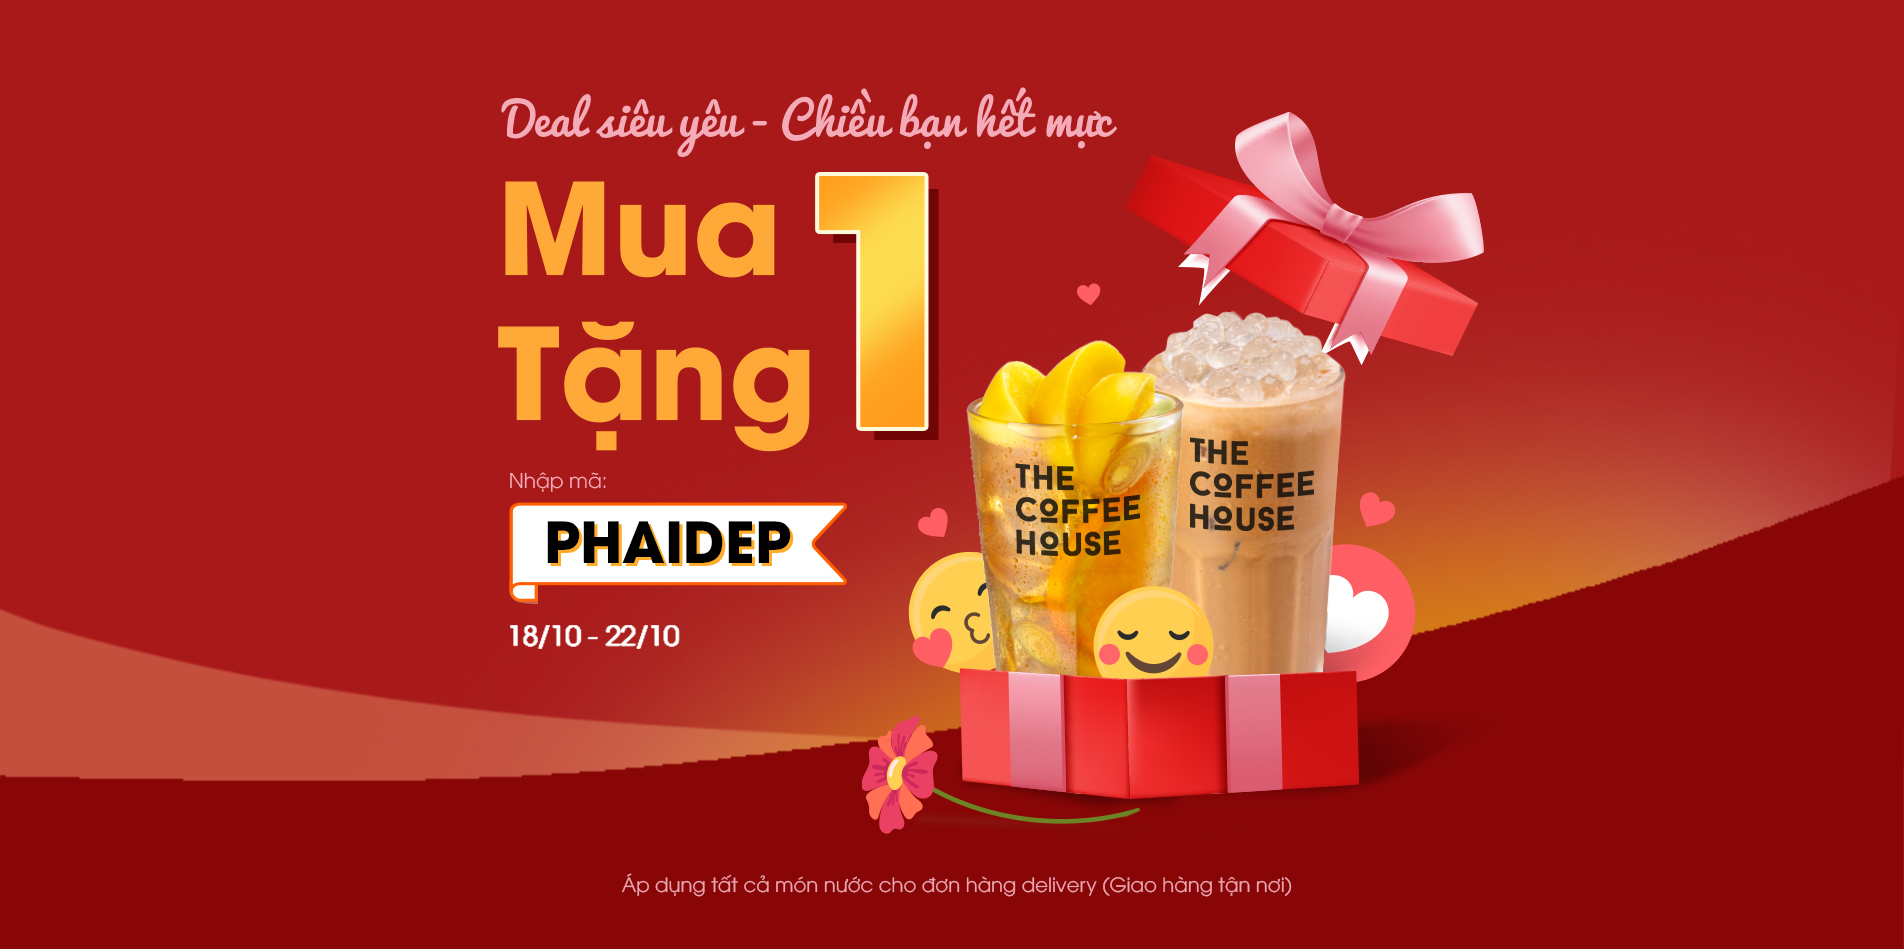 Deal siêu yêu - Chiều bạn hết mực
Mua 1
Tặng
Nhập mã:
PHAIDEP
18/10 - 22/10
THE
COFFEE
HOUSE
THE
COFFEE
HOUSE
Áp dụng tất cả món nước cho đơn hàng delivery (Giao hàng tận nơi)